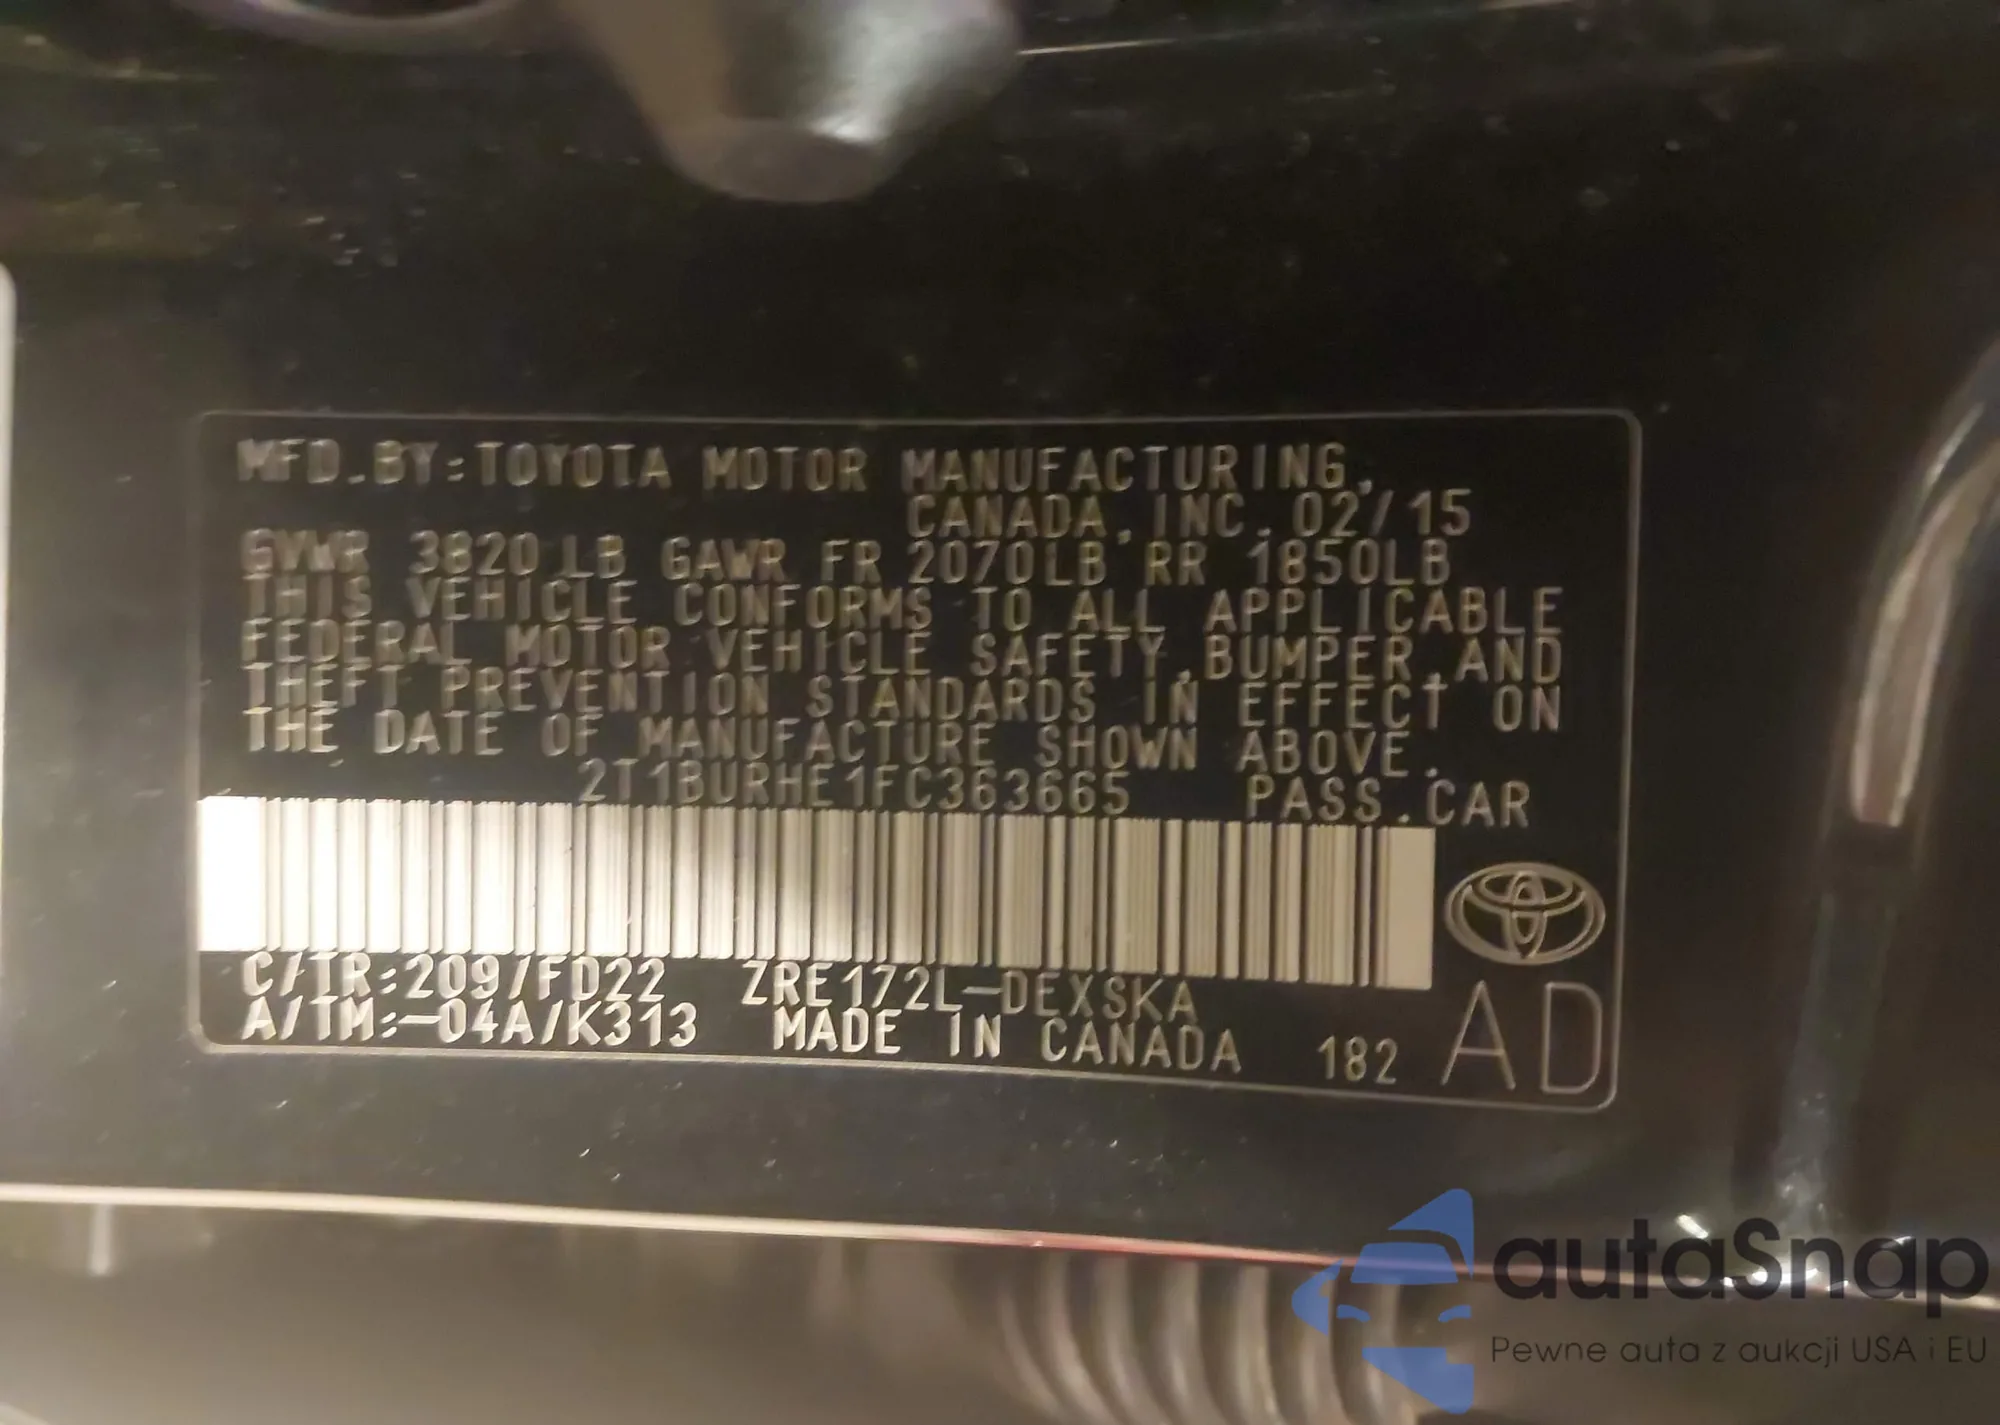 MFD.BY:TOYOTA MOTOR MANUFACTURING,
CANADA,INC. 02/15
GVWR 3820LB GAWR FR 2070LB RR 1850LB
THIS VEHICLE CONFORMS TO ALL APPLICABLE
FEDERAL MOTOR VEHICLE SAFETY,BUMPER,AND
THEFT PREVENTION STANDARDS IN EFFECT ON
THE DATE OF MANUFACTURE SHOWN ABOVE.
2T1BURHE1FC363665 PASS.CAR
C/TR:209/FD22 ZRE172L-DEXSKA
A/TM:-04A/K313 MADE IN CANADA 182 AD
autaSnap
Pewne auta z aukcji USA i EU